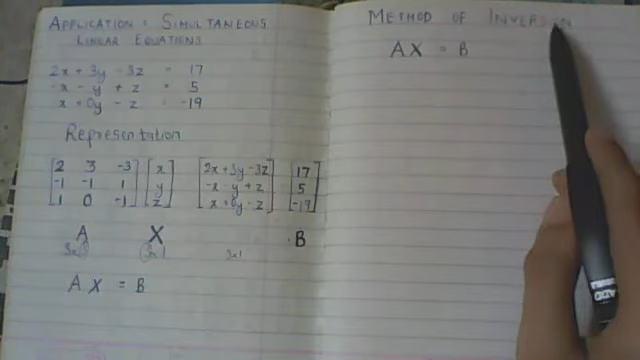 APPLICATION : SIMULTANEOUS
LINEAR EQUATIONS
2x + 3y - 3z = 17
-x - y + z = 5
x + 0y - z = -19
Representation
[2 3 -3] [x] [2x + 3y - 3z] [17]
[-1 -1 1] [y] [-x - y + z] [5]
[1 0 -1] [z] [x + 0y - z] [-19]
A X B
3x3 3x1 3x1
AX = B
METHOD OF INVERSION
AX = B